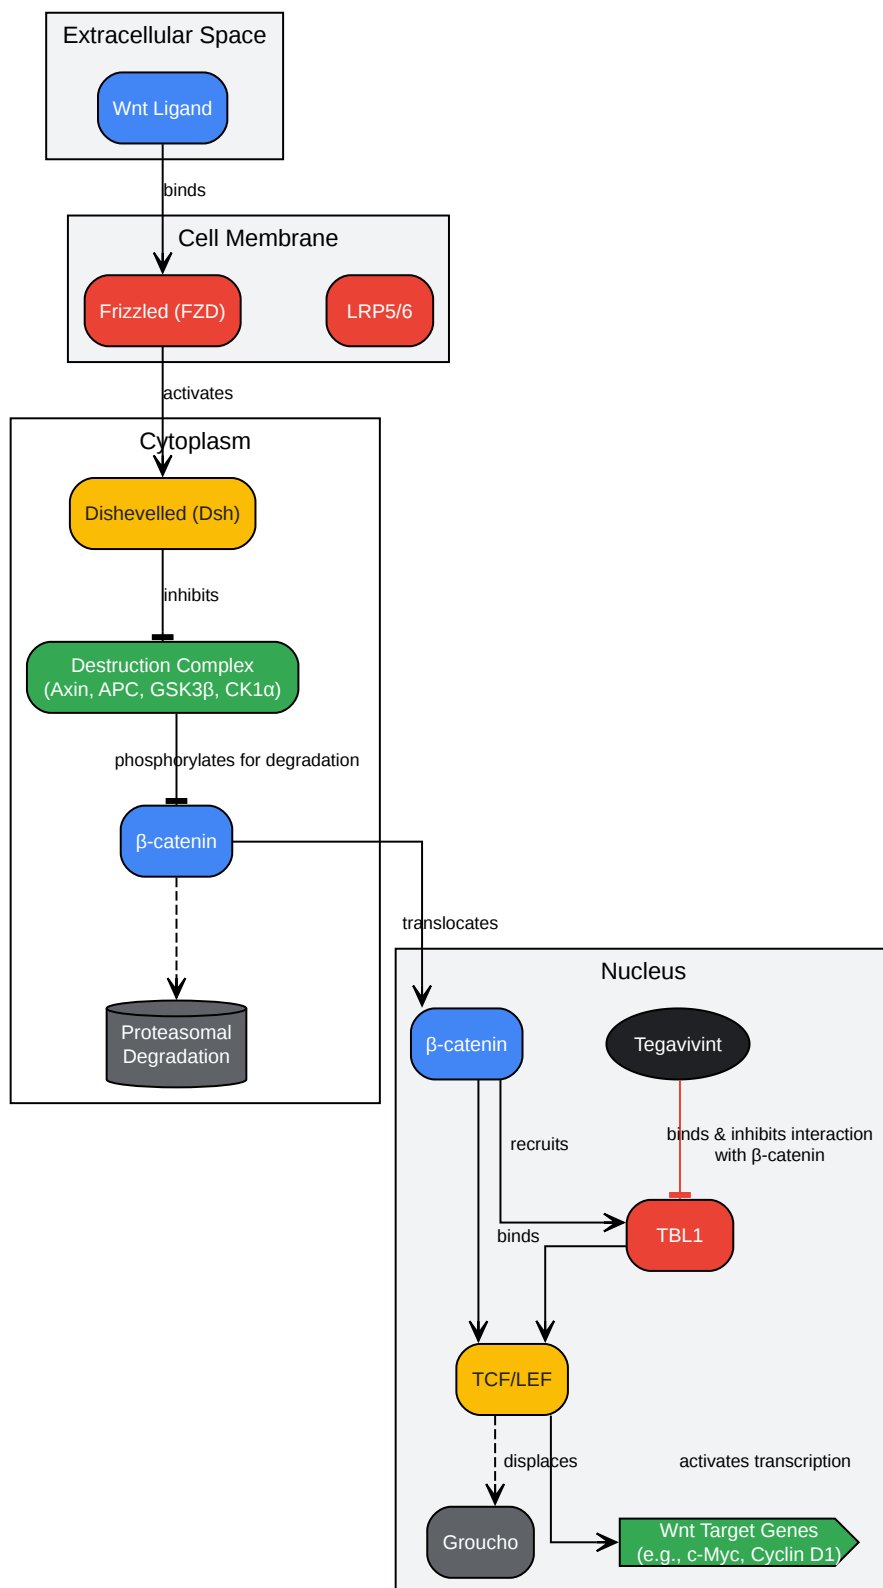 Extracellular Space
Wnt Ligand
binds
Cell Membrane
Frizzled (FZD)
LRP5/6
activates
Cytoplasm
Dishevelled (Dsh)
inhibits
Destruction Complex
(Axin, APC, GSK3β, CK1α)
phosphorylates for degradation
β-catenin
translocates
Proteasomal
Degradation
Nucleus
β-catenin
Tegavivint
recruits
binds & inhibits interaction
with β-catenin
TBL1
binds
TCF/LEF
displaces
activates transcription
Groucho
Wnt Target Genes
(e.g., c-Myc, Cyclin D1)